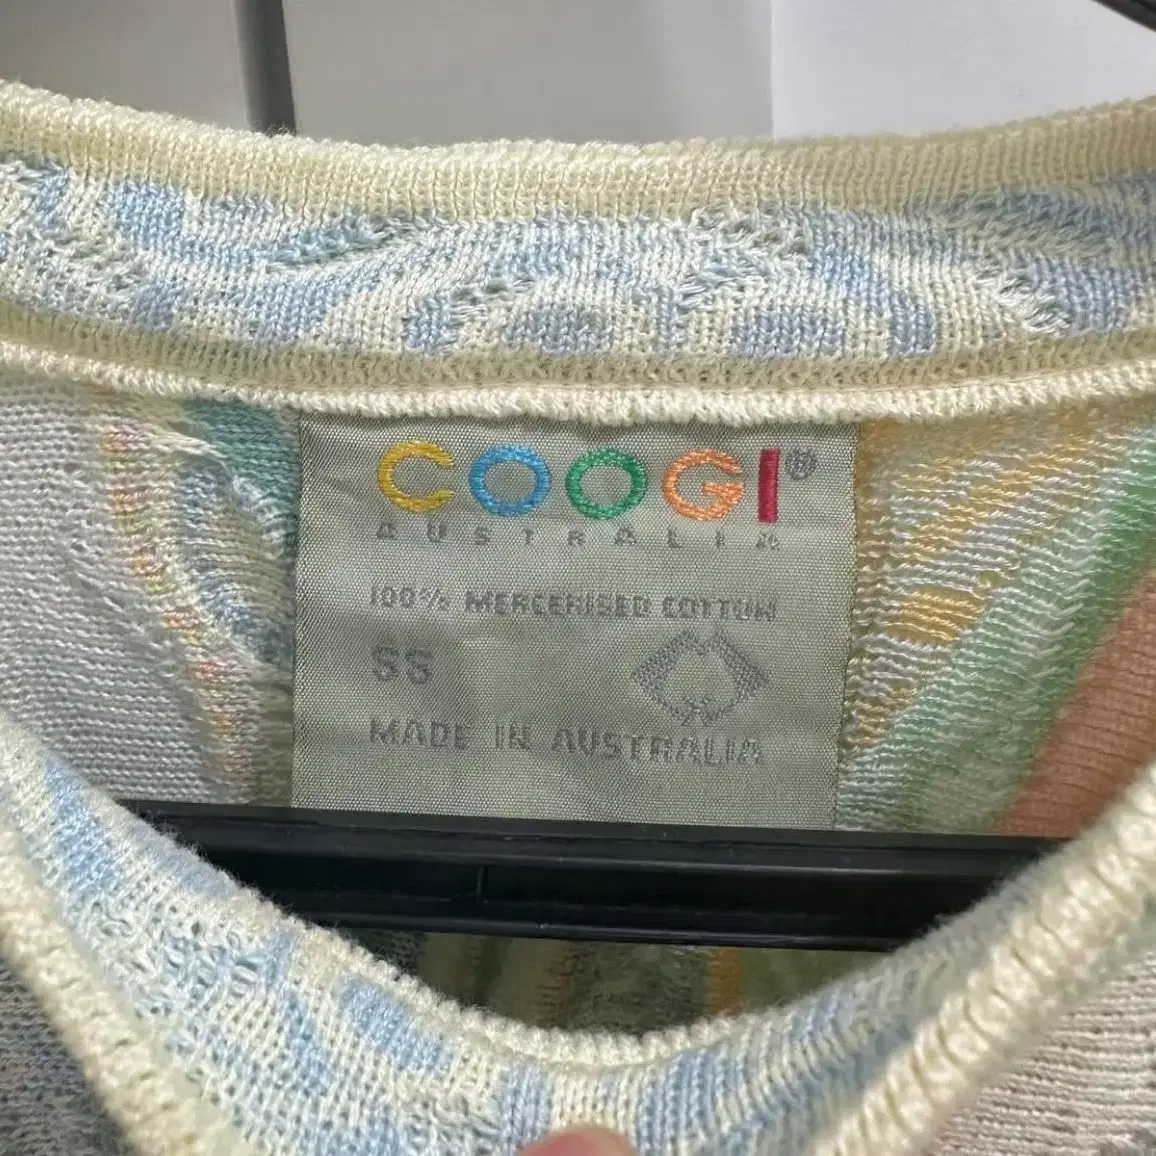 COOGI®
AUSTRALIA
100% MERCERISED COTTON
SS
MADE IN AUSTRALIA